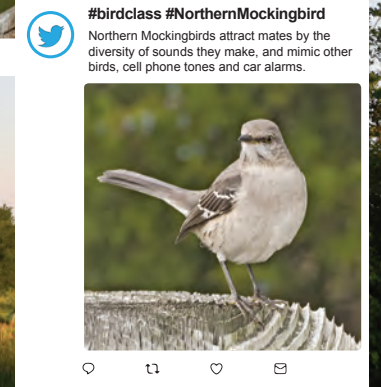 #birdclass #NorthernMockingbird
Northern Mockingbirds attract mates by the
diversity of sounds they make, and mimic other
birds, cell phone tones and car alarms.